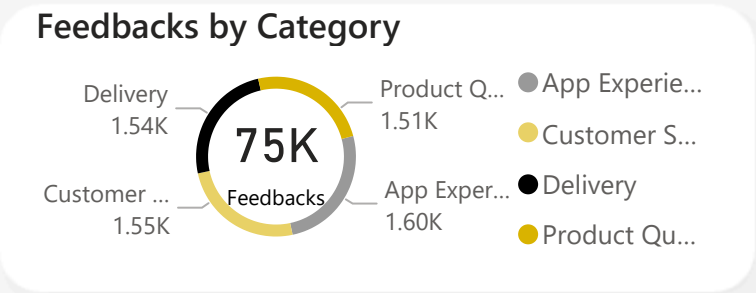 Feedbacks by Category
Delivery
1.54K
Product Q...
1.51K
75K
Feedbacks
Customer ...
1.55K
App Exper...
1.60K
App Experie...
Customer S...
Delivery
Product Qu...